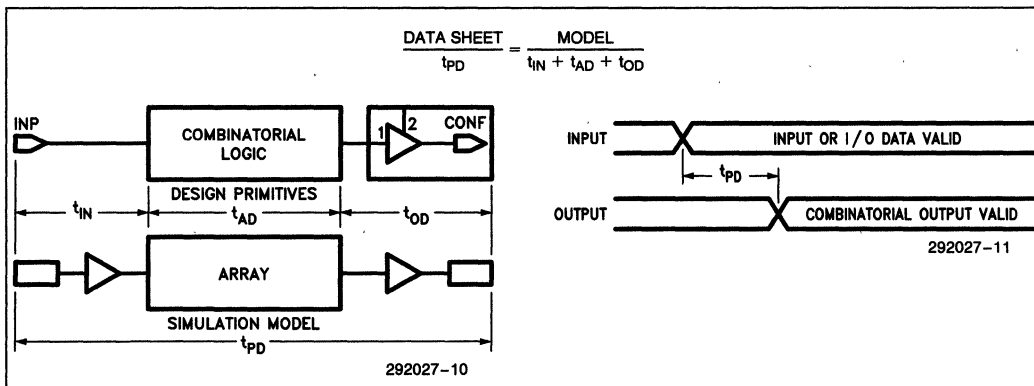 DATA SHEET = MODEL
tPD tIN + tAD + tOD
INP
COMBINATORIAL
LOGIC
1
2
CONF
DESIGN PRIMITIVES
tIN
tAD
tOD
ARRAY
SIMULATION MODEL
tPD
292027-10
INPUT
INPUT OR I/O DATA VALID
tPD
OUTPUT
COMBINATORIAL OUTPUT VALID
292027-11